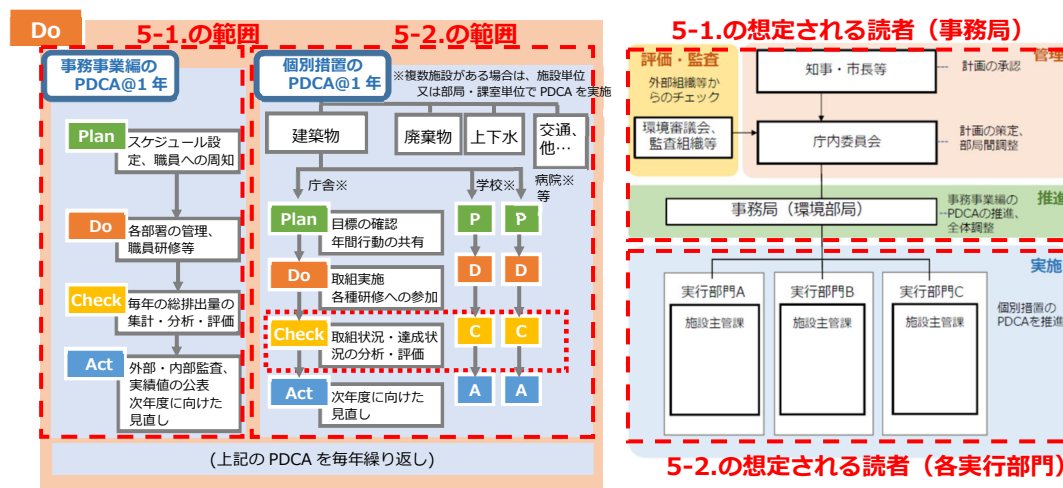 Do
5-1.の範囲
5-2.の範囲
事務事業編の
PDCA@1 年
Plan
スケジュール設
定、職員への周知
Do
各部署の管理、
職員研修等
Check
毎年の総排出量の
集計・分析・評価
Act
外部・内部監査、
実績値の公表
次年度に向けた
見直し
個別措置の
PDCA@1 年
※複数施設がある場合は、施設単位
又は部局・課室単位で PDCA を実施
建築物
廃棄物
上下水
交通、
他…
庁舎※
学校※
病院※
等
Plan
目標の確認
年間行動の共有
P
P
Do
取組実施
各種研修への参加
D
D
Check
取組状況・達成状
況の分析・評価
C
C
Act
次年度に向けた
見直し
A
A
(上記の PDCA を毎年繰り返し)
5-1.の想定される読者（事務局）
評価・監査
外部組織等か
らのチェック
環境審議会、
監査組織等
知事・市長等
計画の承認
管理
庁内委員会
計画の策定、
部局間調整
事務局（環境部局）
事務事業編の
PDCAの推進、
全体調整
推進
実施
実行部門A
実行部門B
実行部門C
施設主管課
施設主管課
施設主管課
個別措置の
PDCAを推進
5-2.の想定される読者（各実行部門）